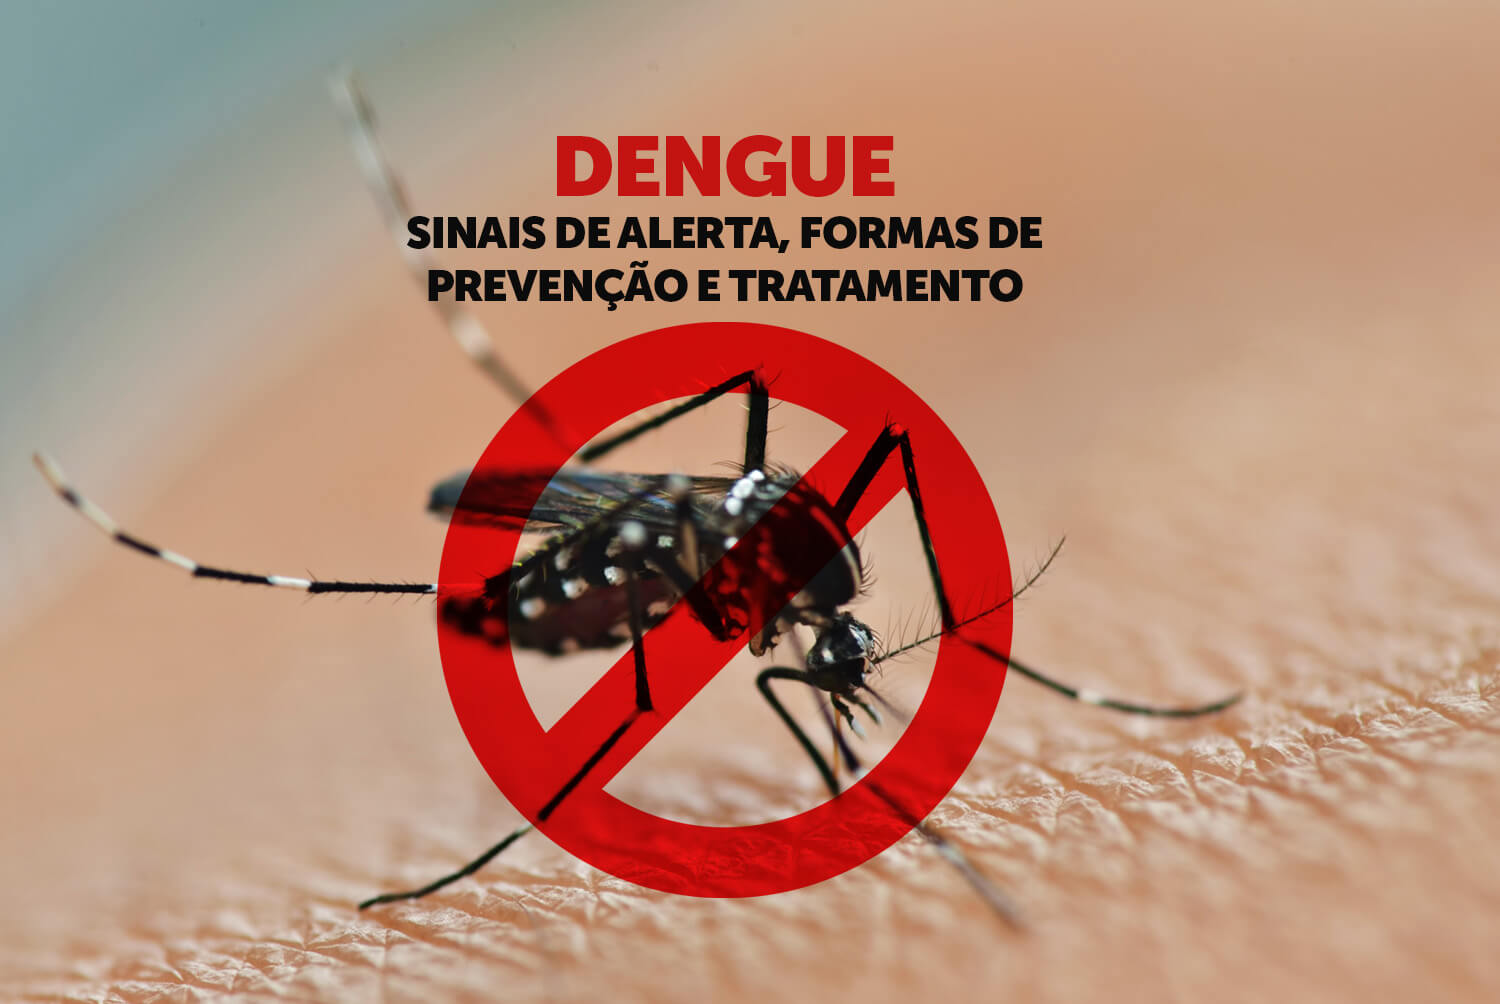 DENGUE
SINAIS DE ALERTA, FORMAS DE
PREVENÇÃO E TRATAMENTO